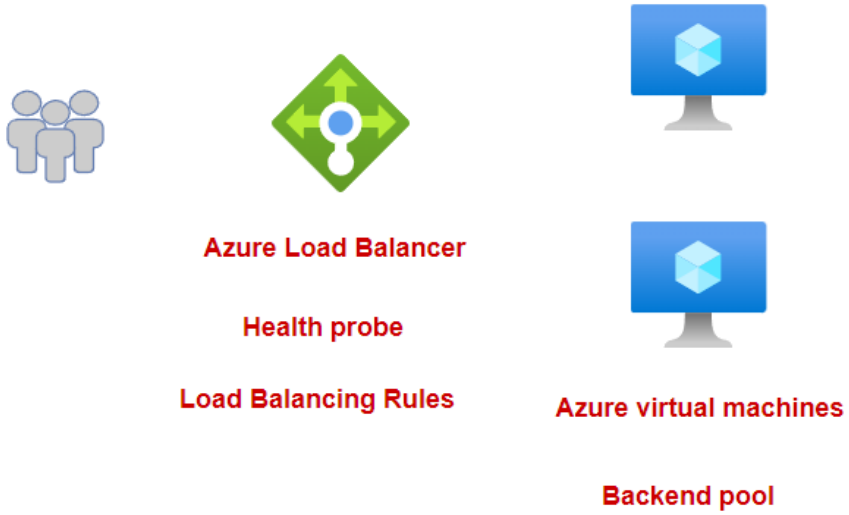 Azure Load Balancer
Health probe
Load Balancing Rules
Azure virtual machines
Backend pool